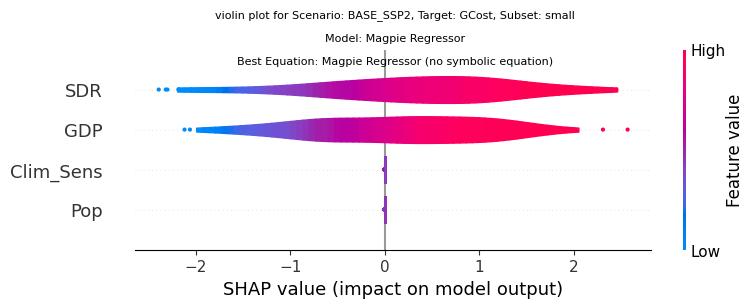 violin plot for Scenario: BASE_SSP2, Target: GCost, Subset: small
Model: Magpie Regressor
Best Equation: Magpie Regressor (no symbolic equation)
High
SDR
GDP
Clim_Sens
Pop
Feature value
Low
−2
−1
0
1
2
SHAP value (impact on model output)